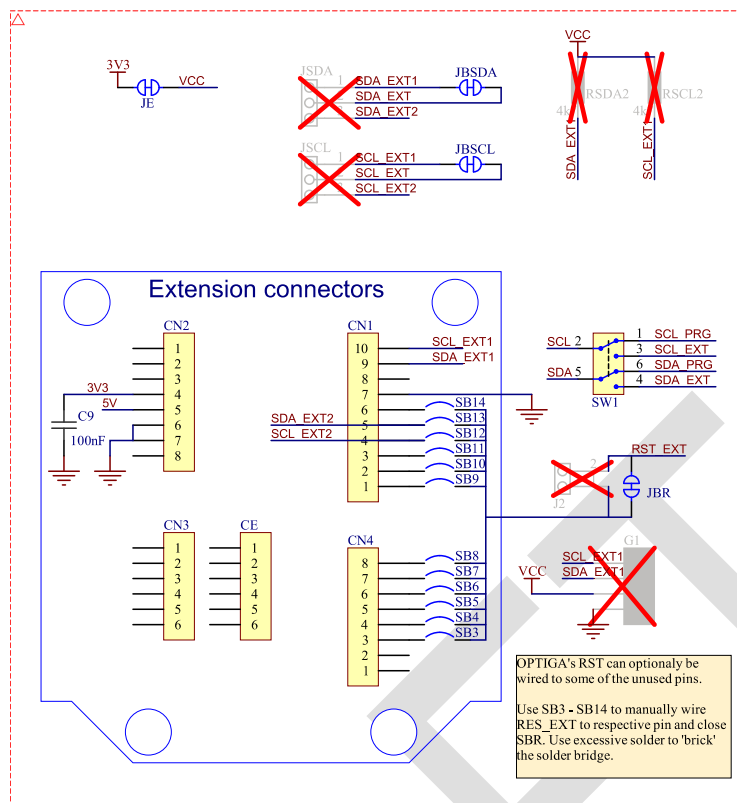 3V3
VCC
JE
JSDA
1
SDA_EXT1
JBSDA
SDA_EXT
SDA_EXT2
JSCL
1
SCL_EXT1
JBSCL
SCL_EXT
SCL_EXT2
VCC
RSDA2
RSCL2
4k
4k
SDA_EXT1
SCL_EXT1
Extension connectors
CN2
1
2
3
3V3
4
5V
5
6
7
8
C9
100nF
CN1
10
SCL_EXT1
9
SDA_EXT1
8
7
6
SB14
SDA_EXT2
5
SB13
SCL_EXT2
4
SB12
3
SB11
2
SB10
1
SB9
SCL 2
1
SCL_PRG
3
SCL_EXT
SDA 5
6
SDA_PRG
4
SDA_EXT
SW1
2
RST_EXT
J2
JBR
CN3
1
2
3
4
5
6
CE
1
2
3
4
5
6
CN4
8
SB8
7
SB7
6
SB6
5
SB5
4
SB4
3
SB3
2
1
G1
SCL_EXT1
SDA_EXT1
VCC
OPTIGA's RST can optionaly be
wired to some of the unused pins.
Use SB3 - SB14 to manually wire
RES_EXT to respective pin and close
SBR. Use excessive solder to 'brick'
the solder bridge.